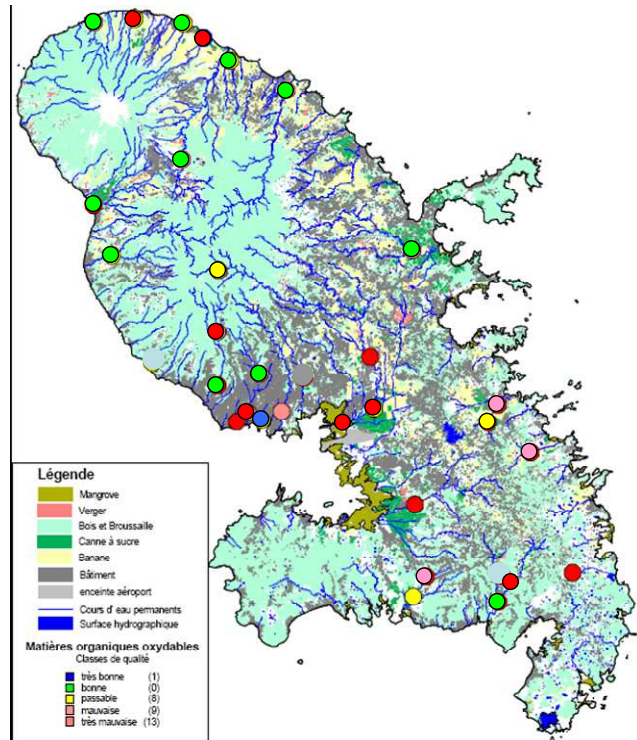 Légende
Mangrove
Verger
Bois et Broussaille
Canne à sucre
Banane
Bâtiment
enceinte aéroport
Cours d' eau permanents
Surface hydrographique
Matières organiques oxydables
Classes de qualité
très bonne (1)
bonne (0)
passable (8)
mauvaise (9)
très mauvaise (13)